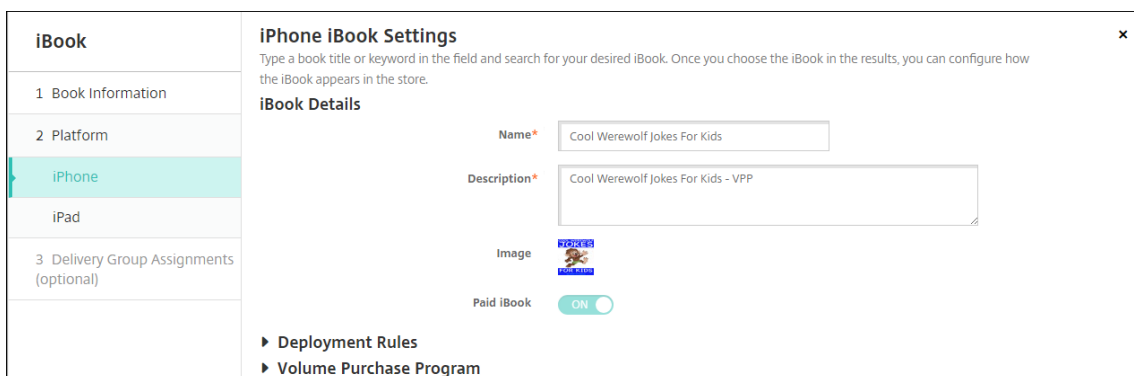 iBook
1 Book Information
2 Platform
iPhone
iPad
3 Delivery Group Assignments
(optional)
iPhone iBook Settings
×
Type a book title or keyword in the field and search for your desired iBook. Once you choose the iBook in the results, you can configure how
the iBook appears in the store.
iBook Details
Name*
Cool Werewolf Jokes For Kids
Description*
Cool Werewolf Jokes For Kids - VPP
Image
JOKES
FOR KIDS
Paid iBook
ON
Deployment Rules
Volume Purchase Program